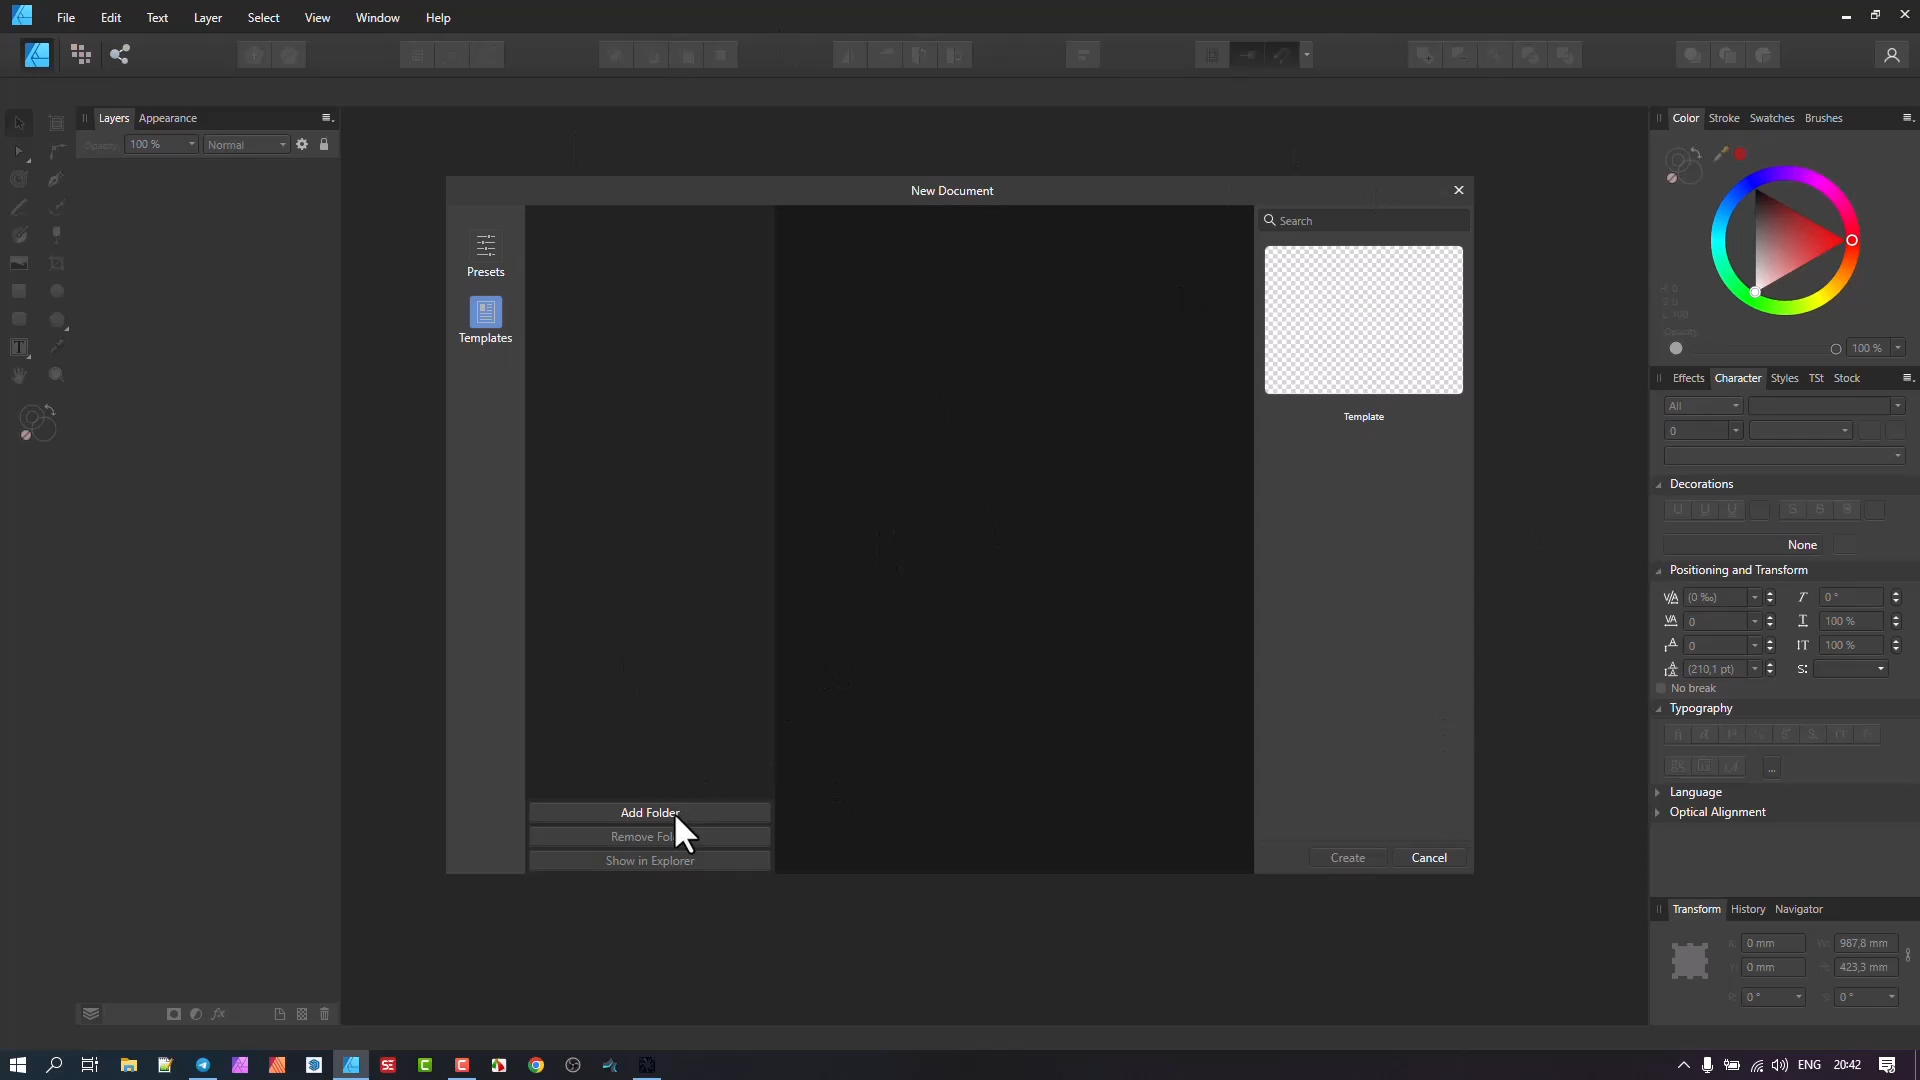 File Edit Text Layer Select View Window Help
Layers Appearance
Opacity: 100 % Normal
Color Stroke Swatches Brushes
New Document
Presets
Templates
Search
Template
Add Folder
Show in Explorer
Create Cancel
Opacity:
100 %
Effects Character Styles TSt Stock
All
0
Decorations
None
Positioning and Transform
(0 ‰) 0 °
0 100 %
0 100 %
(210,1 pt)
No break
Typography
...
Language
Optical Alignment
Transform History Navigator
0 mm 987,8 mm
0 mm 423,3 mm
0 ° 0 °
ENG 20:42